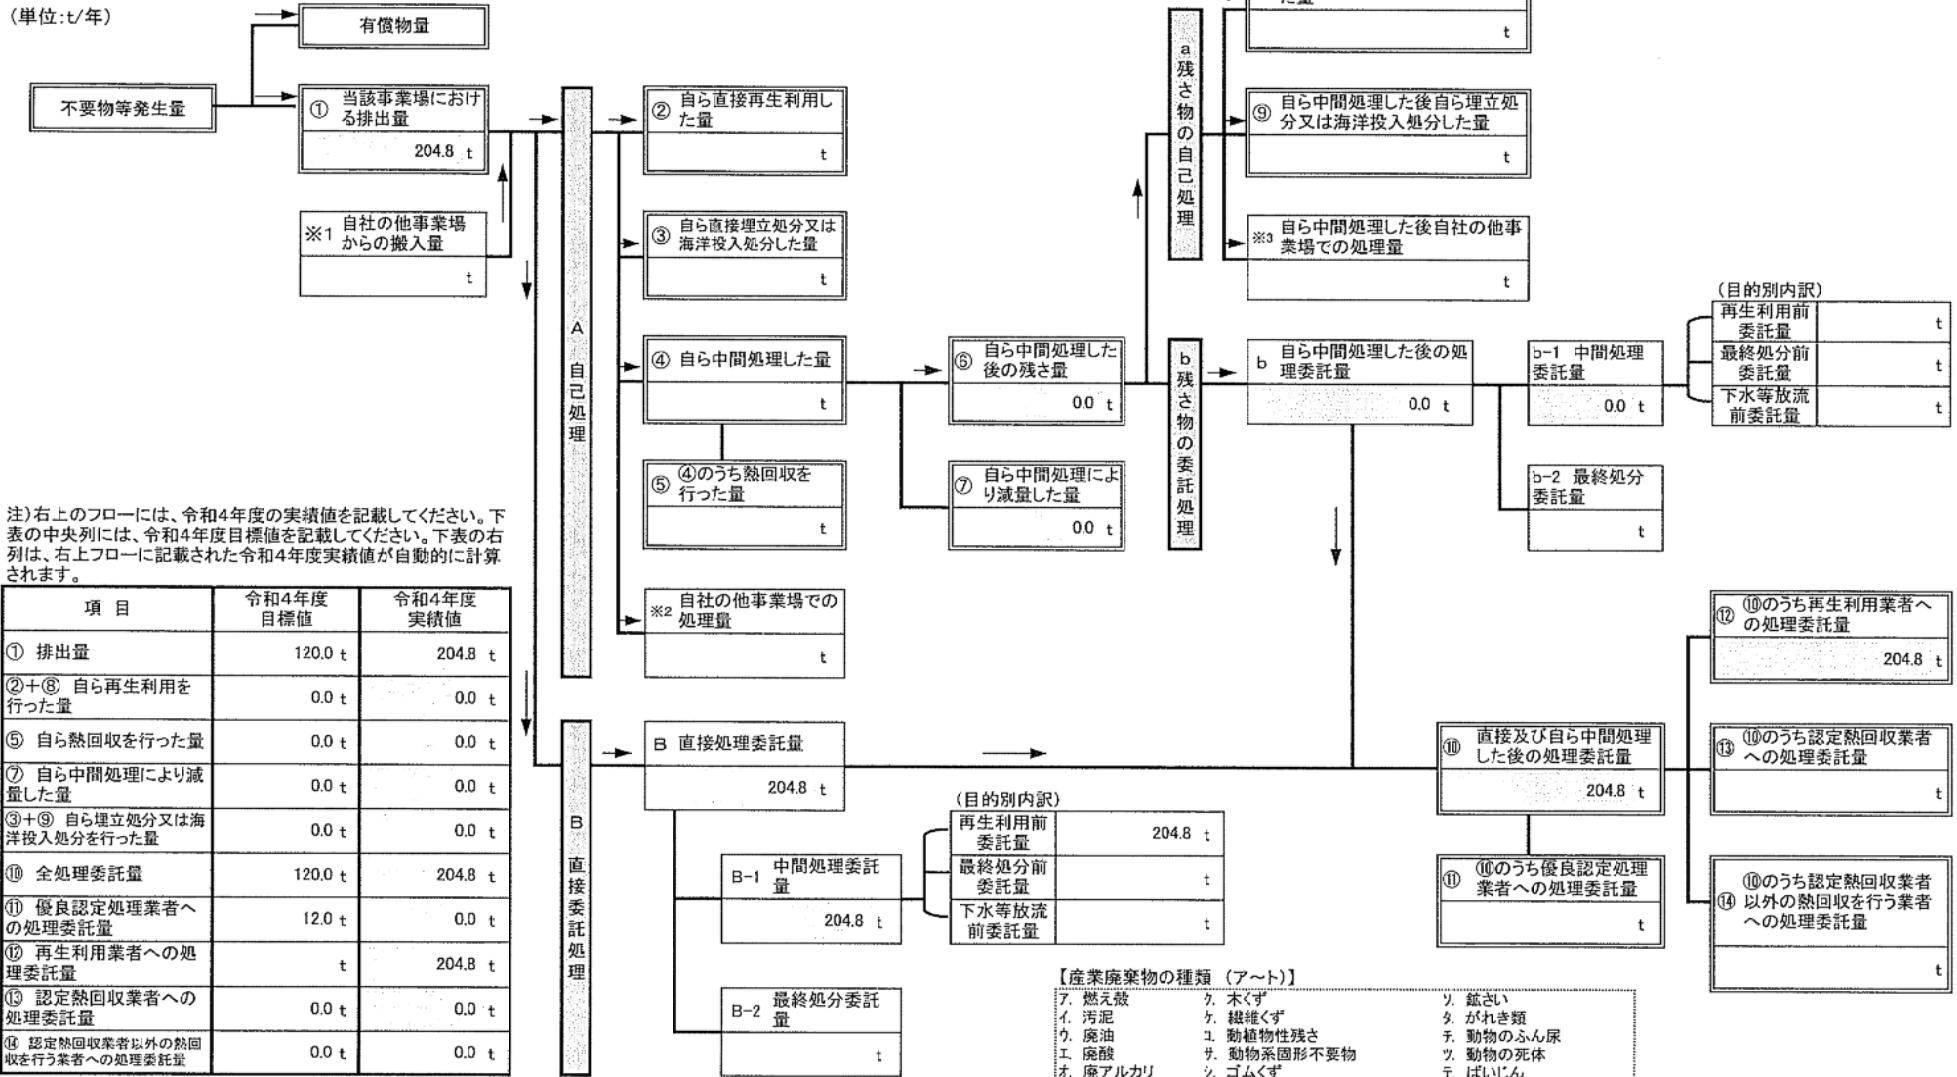 (単位:t/年)
有償物量
不要物等発生量
① 当該事業場におけ
る排出量
204.8 t
※1 自社の他事業場
からの搬入量
t
A 自己処理
② 自ら直接再生利用し
た量
t
③ 自ら直接埋立処分又は
海洋投入処分した量
t
④ 自ら中間処理した量
t
⑤ ④のうち熱回収を
行った量
t
※2 自社の他事業場での
処理量
t
⑥ 自ら中間処理した
後の残さ量
0.0 t
⑦ 自ら中間処理によ
り減量した量
0.0 t
a 残さ物の自己処理
た量
t
⑨ 自ら中間処理した後自ら埋立処
分又は海洋投入処分した量
t
※3 自ら中間処理した後自社の他事
業場での処理量
t
b 残さ物の委託処理
b 自ら中間処理した後の処
理委託量
0.0 t
b-1 中間処理
委託量
0.0 t
(目的別内訳)
再生利用前
委託量 t
最終処分前
委託量 t
下水等放流
前委託量 t
b-2 最終処分
委託量
t
注)右上のフローには、令和4年度の実績値を記載してください。下
表の中央列には、令和4年度目標値を記載してください。下表の右
列は、右上フローに記載された令和4年度実績値が自動的に計算
されます。
項 目 令和4年度 令和4年度
目標値 実績値
① 排出量 120.0 t 204.8 t
②+⑧ 自ら再生利用を
行った量 0.0 t 0.0 t
⑤ 自ら熱回収を行った量 0.0 t 0.0 t
⑦ 自ら中間処理により減
量した量 0.0 t 0.0 t
③+⑨ 自ら埋立処分又は海
洋投入処分を行った量 0.0 t 0.0 t
⑩ 全処理委託量 120.0 t 204.8 t
⑪ 優良認定処理業者へ
の処理委託量 12.0 t 0.0 t
⑫ 再生利用業者への処
理委託量 t 204.8 t
⑬ 認定熱回収業者への
処理委託量 0.0 t 0.0 t
⑭ 認定熱回収業者以外の熱回
収を行う業者への処理委託量 0.0 t 0.0 t
B 直接委託処理
B 直接処理委託量
204.8 t
B-1 中間処理委託
量
204.8 t
(目的別内訳)
再生利用前
委託量 204.8 t
最終処分前
委託量 t
下水等放流
前委託量 t
B-2 最終処分委託
量
t
⑩ 直接及び自ら中間処理
した後の処理委託量
204.8 t
⑪ ⑩のうち優良認定処理
業者への処理委託量
t
⑫ ⑩のうち再生利用業者へ
の処理委託量
204.8 t
⑬ ⑩のうち認定熱回収業者
への処理委託量
t
⑭ ⑩のうち認定熱回収業者
以外の熱回収を行う業者
への処理委託量
t
【産業廃棄物の種類 (ア~ト)】
ア. 燃え殻 ク. 木くず ソ. 鉱さい
イ. 汚泥 ケ. 繊維くず タ. がれき類
ウ. 廃油 コ. 動植物性残さ チ. 動物のふん尿
エ. 廃酸 サ. 動物系固形不要物 ツ. 動物の死体
オ. 廃アルカリ シ. ゴムくず テ. ばいじん